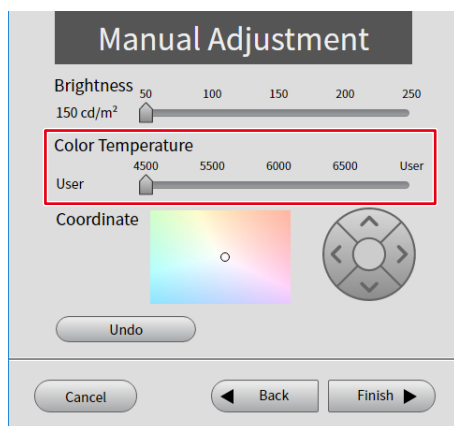 Manual Adjustment
Brightness
50 100 150 200 250
150 cd/m²
Color Temperature
4500 5500 6000 6500 User
User
Coordinate
Undo
Cancel Back Finish